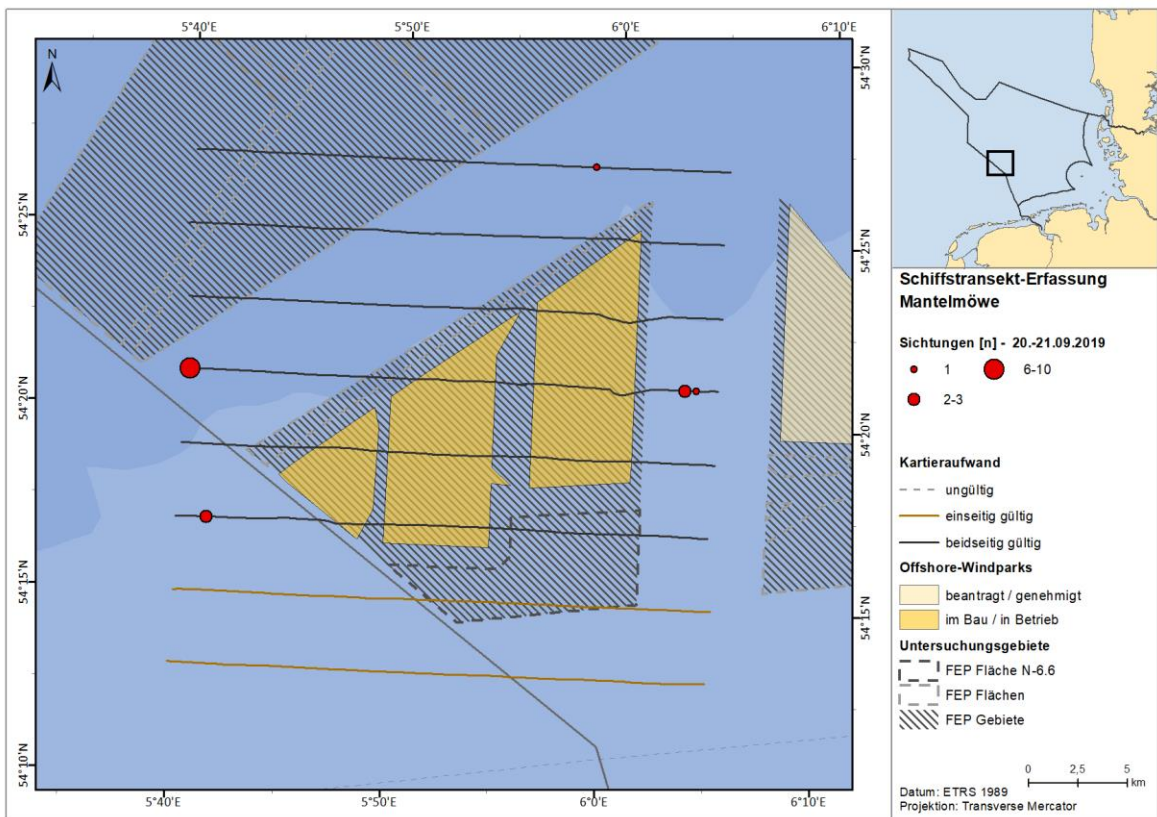 5°40'E
5°50'E
6°0'E
6°10'E
N
54°30'N
54°25'N
54°25'N
54°20'N
54°20'N
54°15'N
54°15'N
54°10'N
5°40'E
5°50'E
6°0'E
6°10'E
Schiffstransekt-Erfassung
Mantelmöwe
Sichtungen [n] - 20.-21.09.2019
1
6-10
2-3
Kartieraufwand
ungültig
einseitig gültig
beidseitig gültig
Offshore-Windparks
beantragt / genehmigt
im Bau / in Betrieb
Untersuchungsgebiete
FEP Fläche N-6.6
FEP Flächen
FEP Gebiete
0 2,5 5
km
Datum: ETRS 1989
Projektion: Transverse Mercator